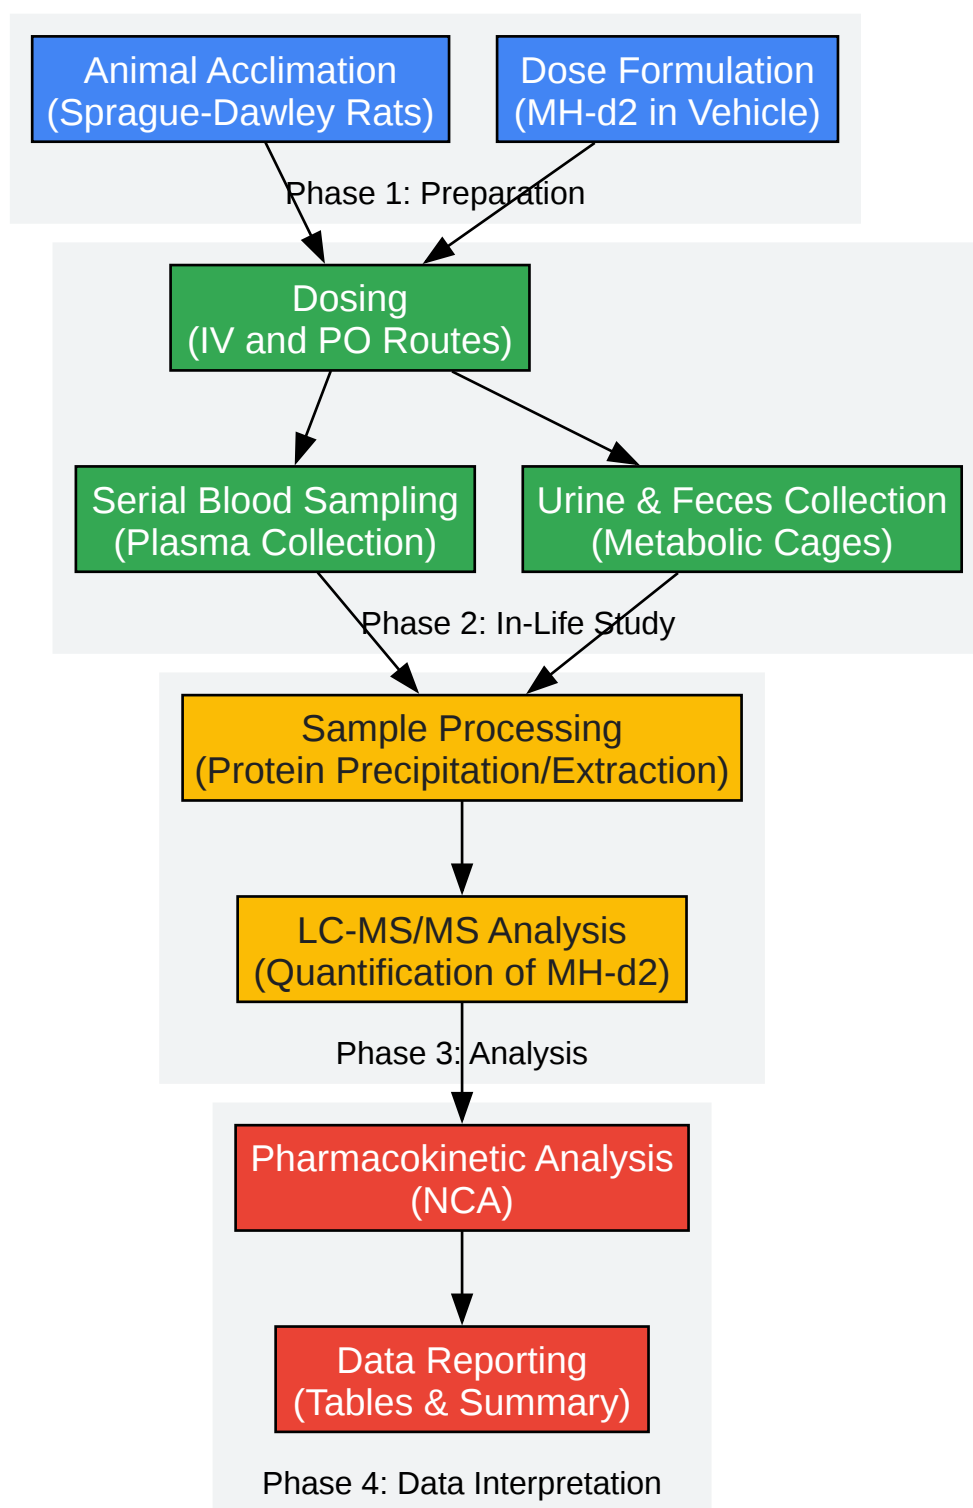 Animal Acclimation
(Sprague-Dawley Rats)
Dose Formulation
(MH-d2 in Vehicle)
Phase 1: Preparation
Dosing
(IV and PO Routes)
Serial Blood Sampling
(Plasma Collection)
Urine & Feces Collection
(Metabolic Cages)
Phase 2: In-Life Study
Sample Processing
(Protein Precipitation/Extraction)
LC-MS/MS Analysis
(Quantification of MH-d2)
Phase 3: Analysis
Pharmacokinetic Analysis
(NCA)
Data Reporting
(Tables & Summary)
Phase 4: Data Interpretation